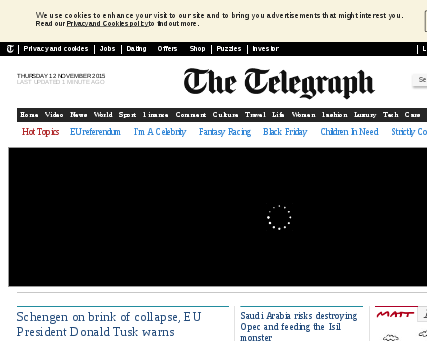 We use cookies to enhance your visit to our site and to bring you advertisements that might interest you.
Read our Privacy and Cookies policy to find out more.
Privacy and cookies Jobs Dating Offers Shop Puzzles Investor
THURSDAY 12 NOVEMBER 2015
LAST UPDATED 1 MINUTE AGO
The Telegraph
Home Video News World Sport Finance Comment Culture Travel Life Women Fashion Luxury Tech Cars
Hot Topics EU referendum I'm A Celebrity Fantasy Racing Black Friday Children In Need Strictly Co
Schengen on brink of collapse, EU
President Donald Tusk warns
Saudi Arabia risks destroying
Opec and feeding the Isil
monster
MATT